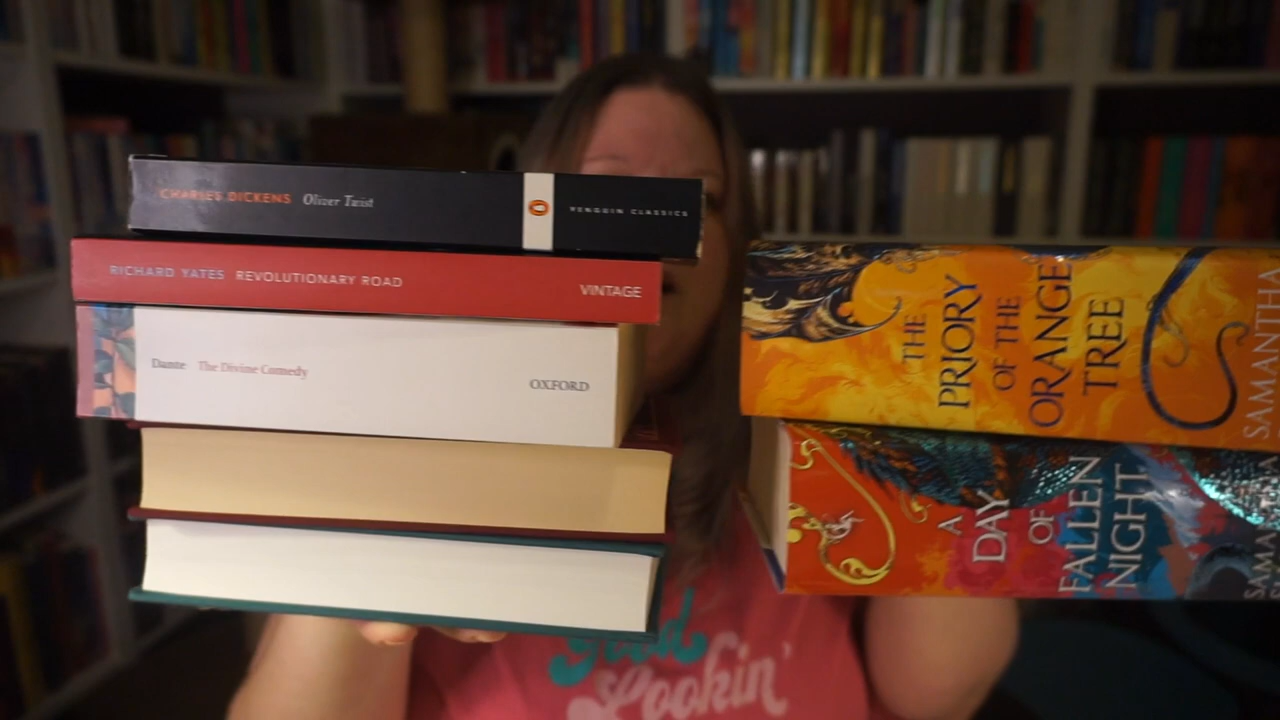 CHARLES DICKENS Oliver Twist PENGUIN CLASSICS
RICHARD YATES REVOLUTIONARY ROAD VINTAGE
Dante The Divine Comedy OXFORD
THE
PRIORY
OF THE
ORANGE
TREE
SAMANTHA
A
DAY
OF
FALLEN
NIGHT
SAMANTHA
Good
Lookin'